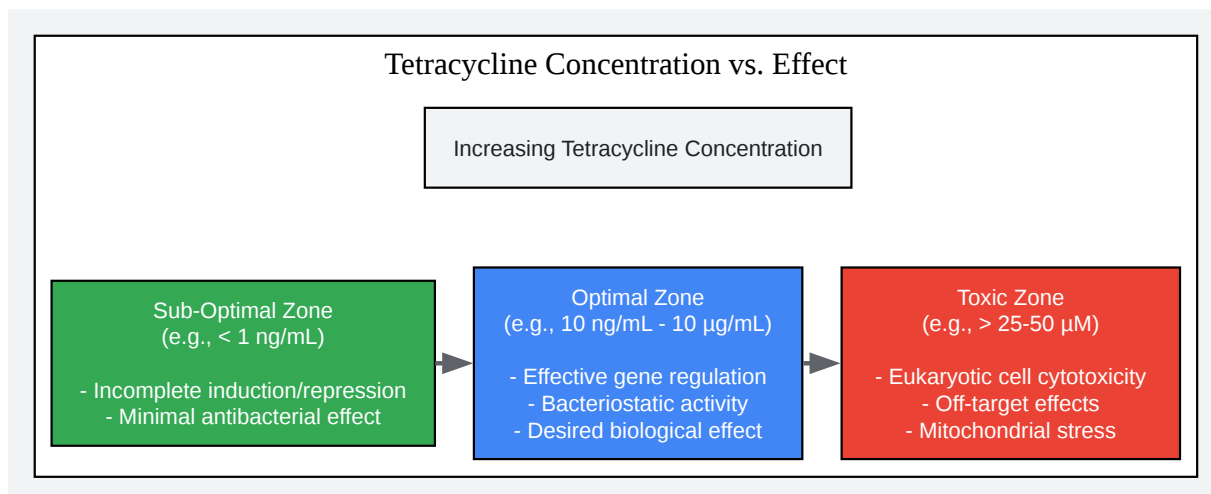 Tetracycline Concentration vs. Effect
Increasing Tetracycline Concentration
Sub-Optimal Zone
(e.g., < 1 ng/mL)
- Incomplete induction/repression
- Minimal antibacterial effect
Optimal Zone
(e.g., 10 ng/mL - 10 µg/mL)
- Effective gene regulation
- Bacteriostatic activity
- Desired biological effect
Toxic Zone
(e.g., > 25-50 µM)
- Eukaryotic cell cytotoxicity
- Off-target effects
- Mitochondrial stress